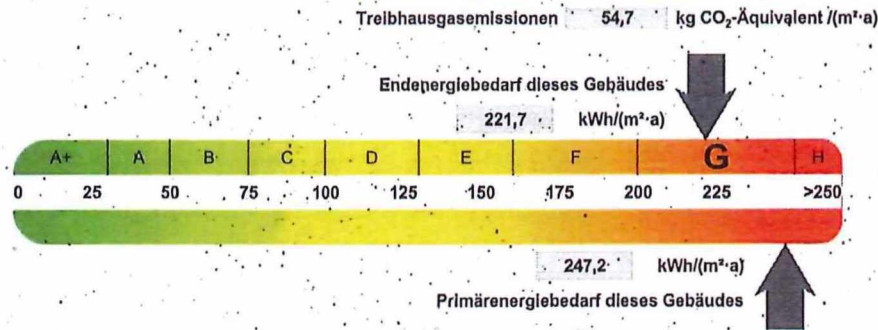 Treibhausgasemissionen 54,7 kg CO₂-Äquivalent /(m²·a)
Endenergiebedarf dieses Gebäudes
221,7 kWh/(m²·a)
A+ A B C D E F G H
0 25 50 75 100 125 150 175 200 225 >250
247,2 kWh/(m²·a)
Primärenergiebedarf dieses Gebäudes